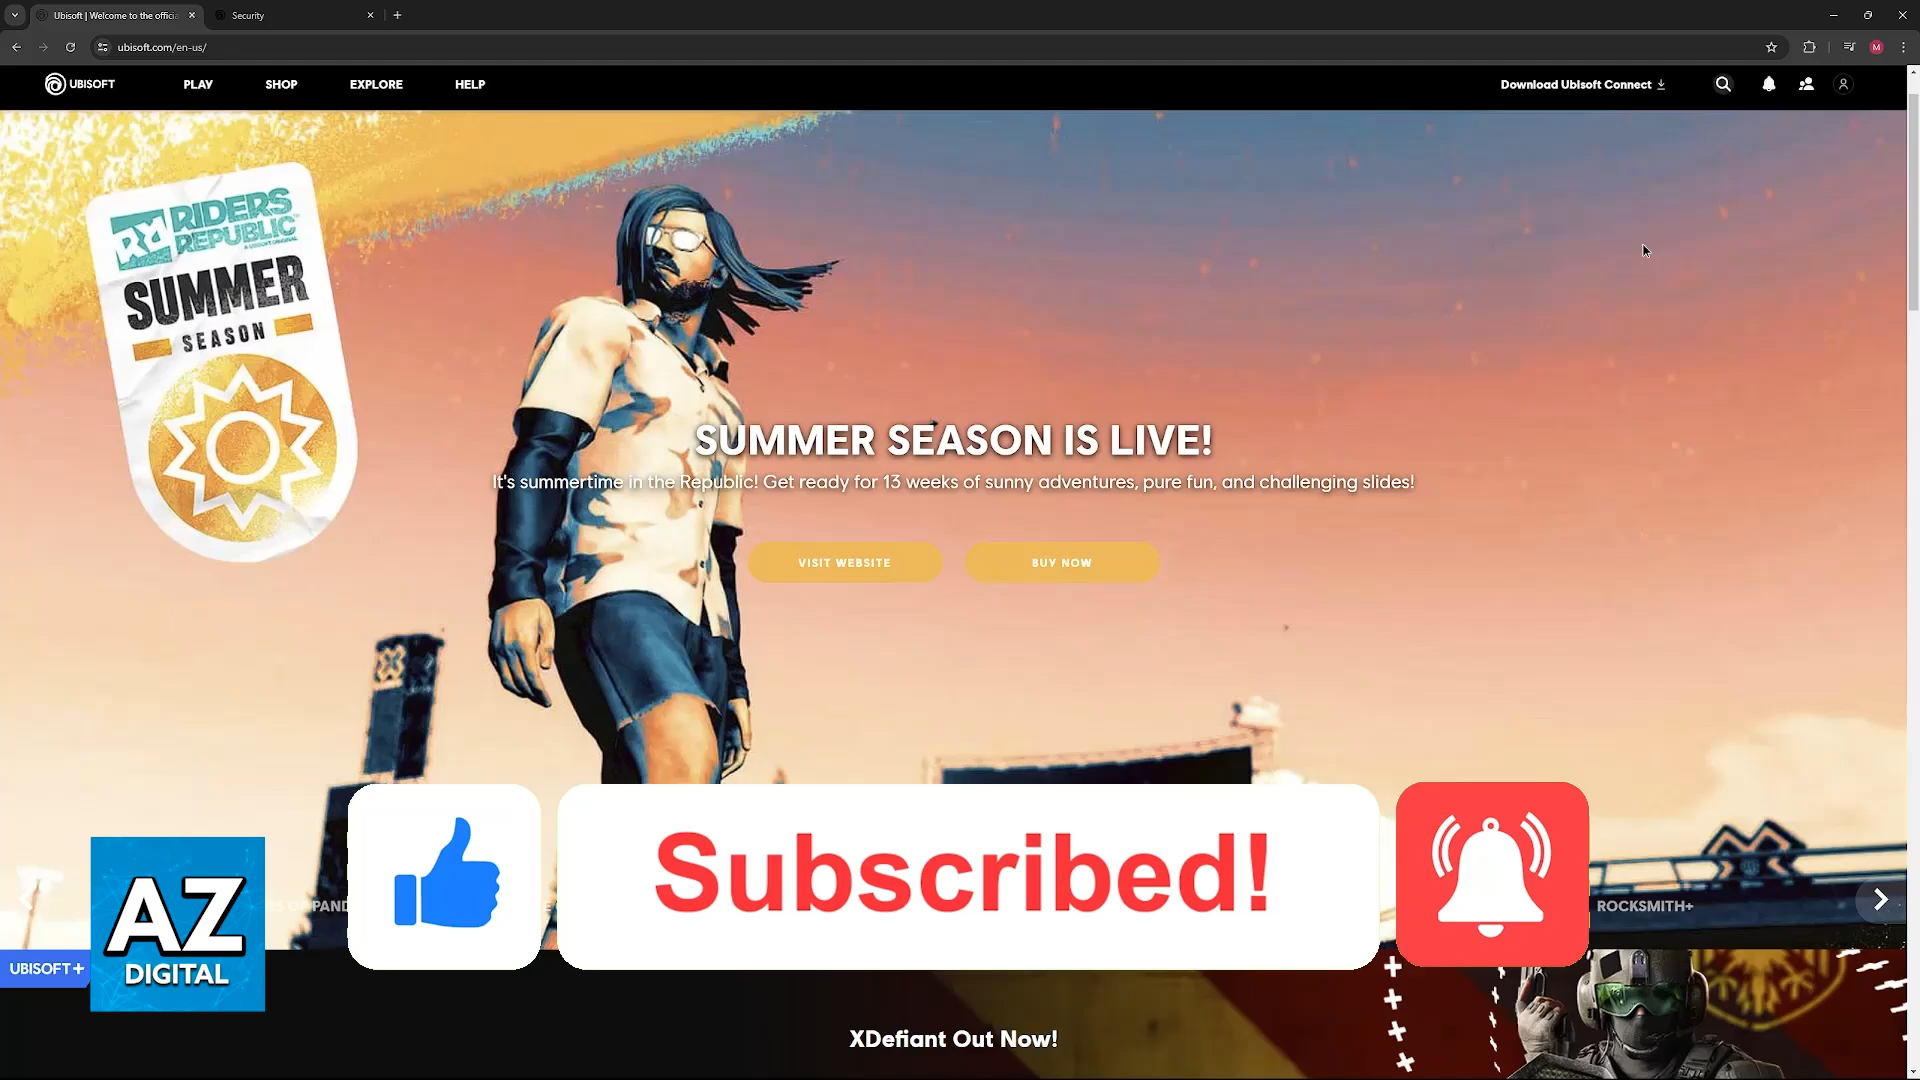 Ubisoft | Welcome to the officia
Security
ubisoft.com/en-us/
M
UBISOFT
PLAY
SHOP
EXPLORE
HELP
Download Ubisoft Connect
RIDERS
REPUBLIC
SUMMER
SEASON
SUMMER SEASON IS LIVE!
It's summertime in the Republic! Get ready for 13 weeks of sunny adventures, pure fun, and challenging slides!
VISIT WEBSITE
BUY NOW
Subscribed!
AZ
DIGITAL
ROCKSMITH+
UBISOFT+
XDefiant Out Now!